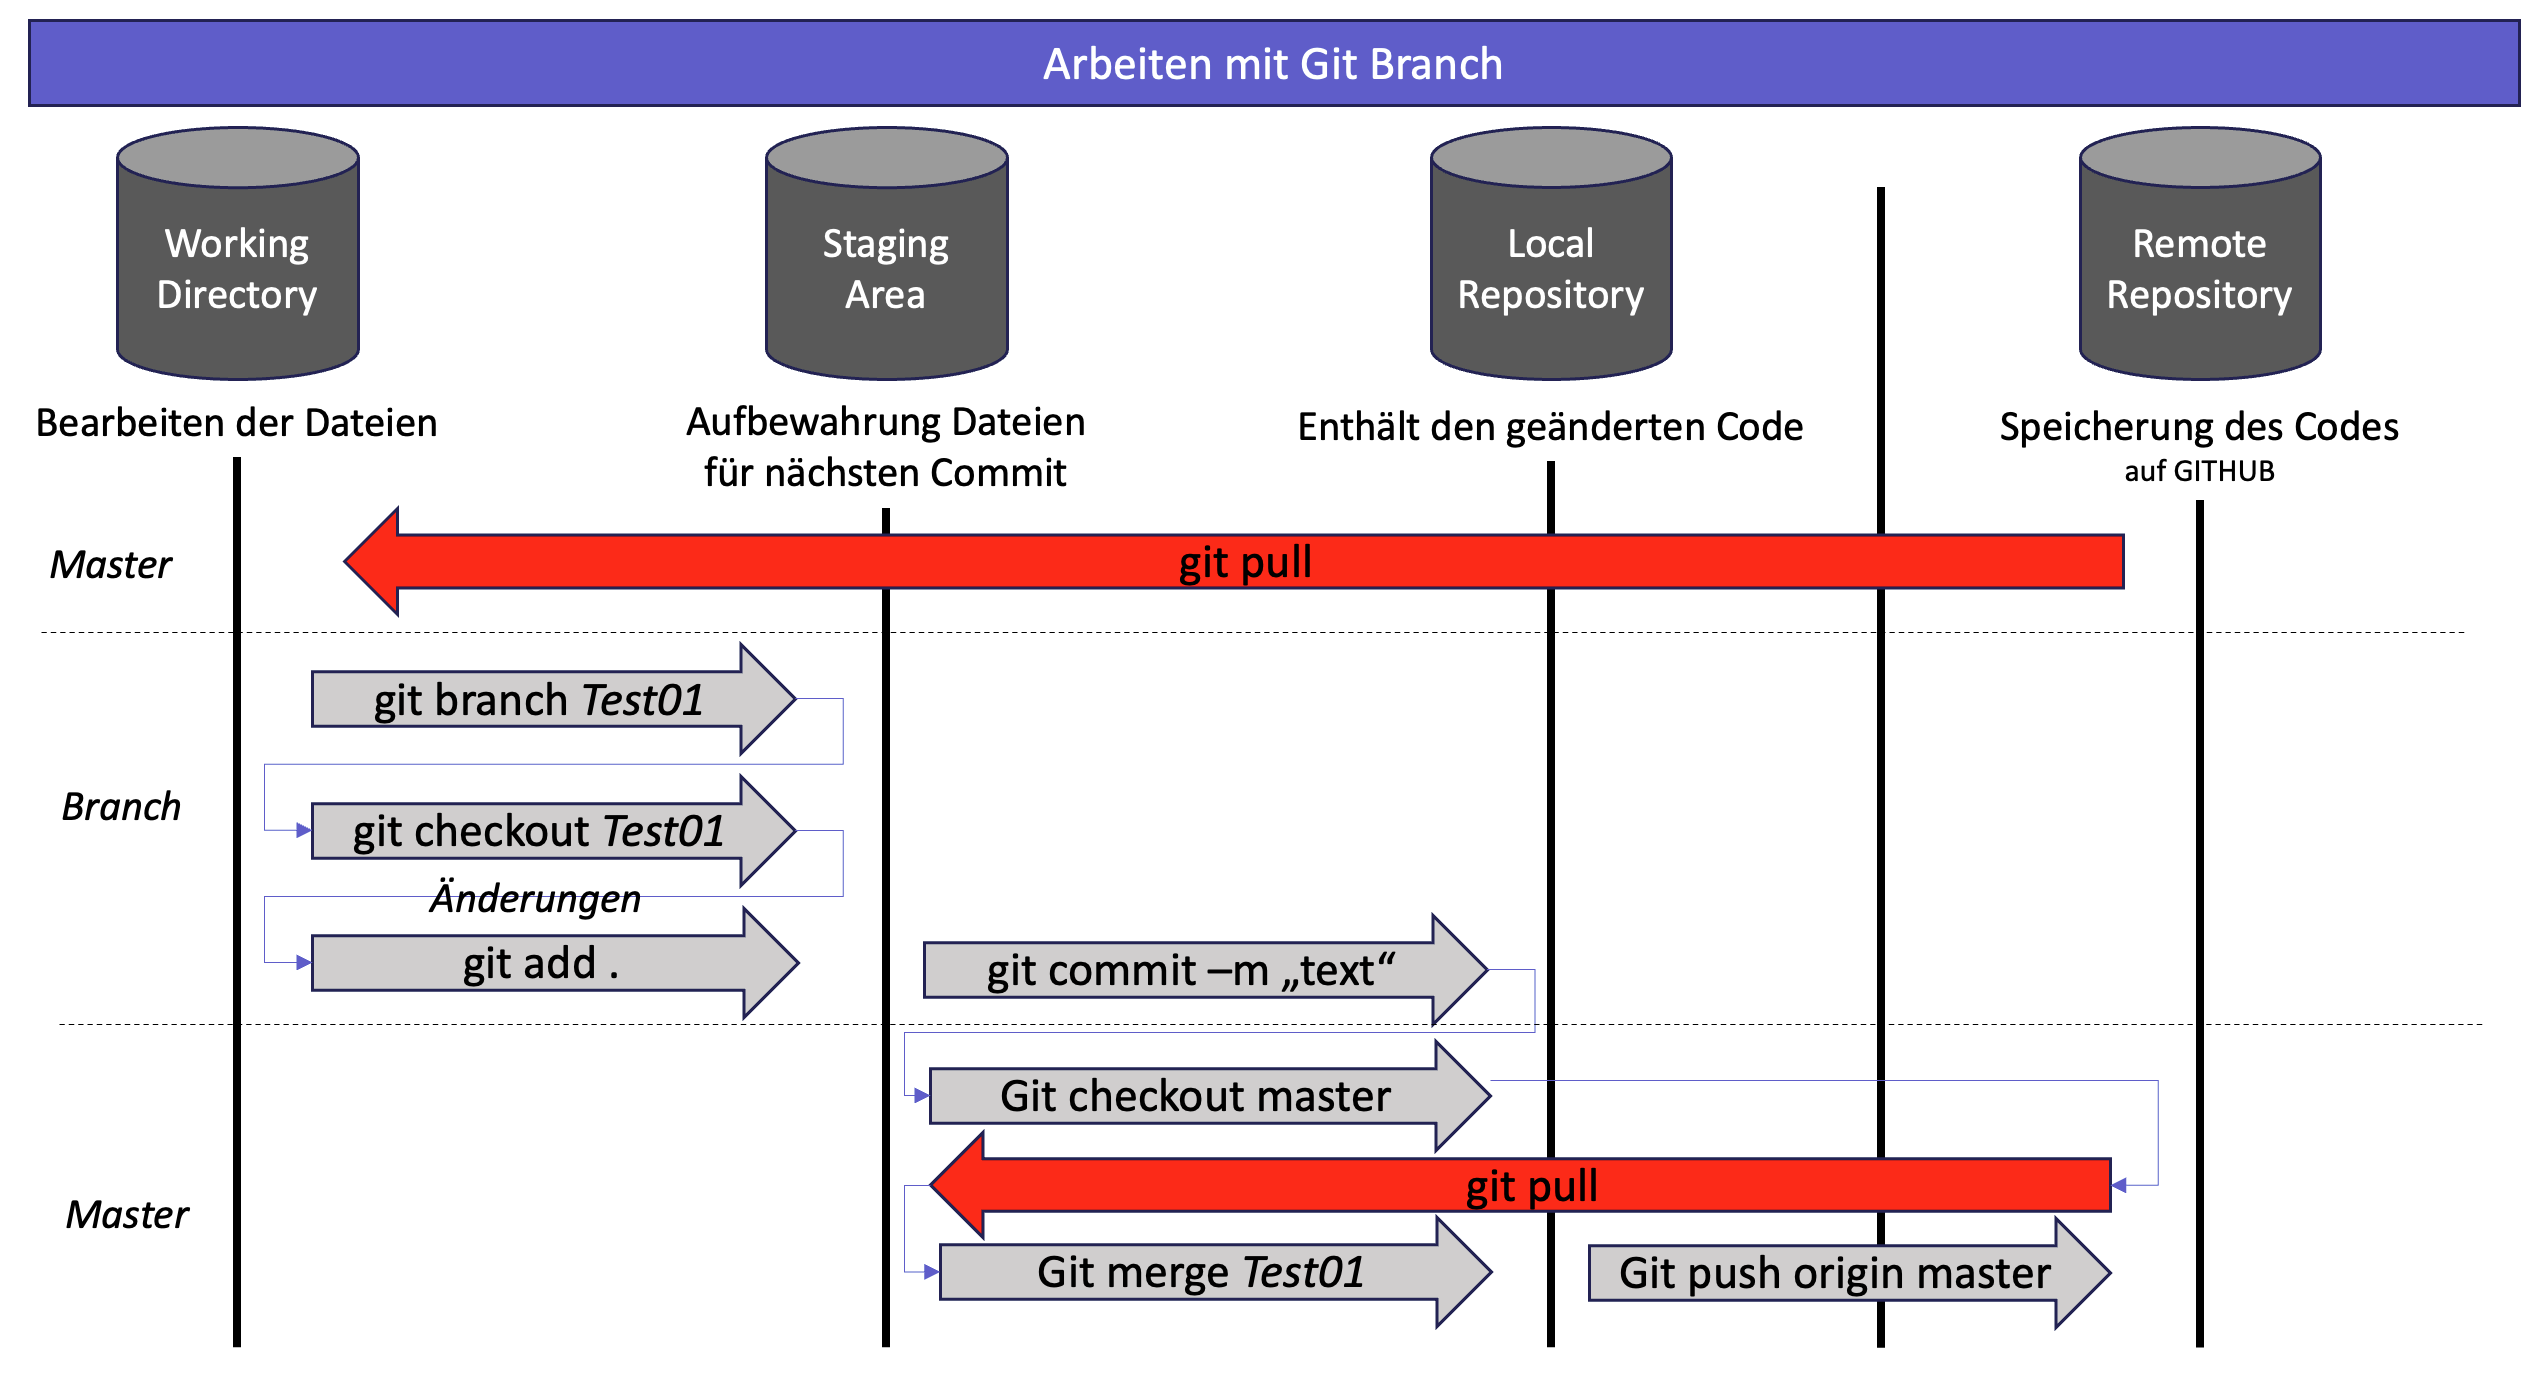 Arbeiten mit Git Branch
Working
Directory
Staging
Area
Local
Repository
Remote
Repository
Bearbeiten der Dateien
Aufbewahrung Dateien
für nächsten Commit
Enthält den geänderten Code
Speicherung des Codes
auf GITHUB
Master
git pull
Branch
git branch Test01
git checkout Test01
Änderungen
git add .
git commit –m „text“
Master
Git checkout master
git pull
Git merge Test01
Git push origin master